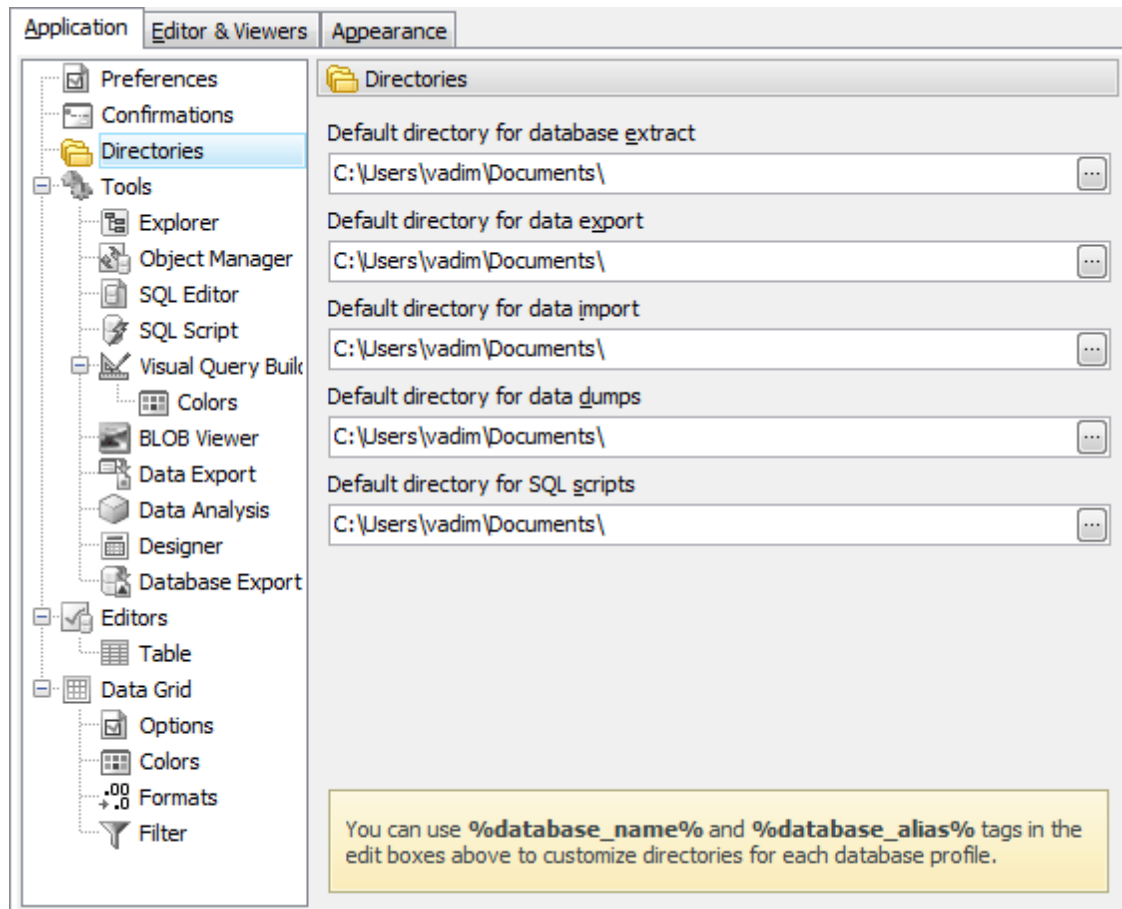 Application
Editor & Viewers
Appearance
Preferences
Confirmations
Directories
Tools
Explorer
Object Manager
SQL Editor
SQL Script
Visual Query Builc
Colors
BLOB Viewer
Data Export
Data Analysis
Designer
Database Export
Editors
Table
Data Grid
Options
Colors
Formats
Filter
Directories
Default directory for database extract
C:\Users\vadim\Documents\
Default directory for data export
C:\Users\vadim\Documents\
Default directory for data import
C:\Users\vadim\Documents\
Default directory for data dumps
C:\Users\vadim\Documents\
Default directory for SQL scripts
C:\Users\vadim\Documents\
You can use %database_name% and %database_alias% tags in the
edit boxes above to customize directories for each database profile.